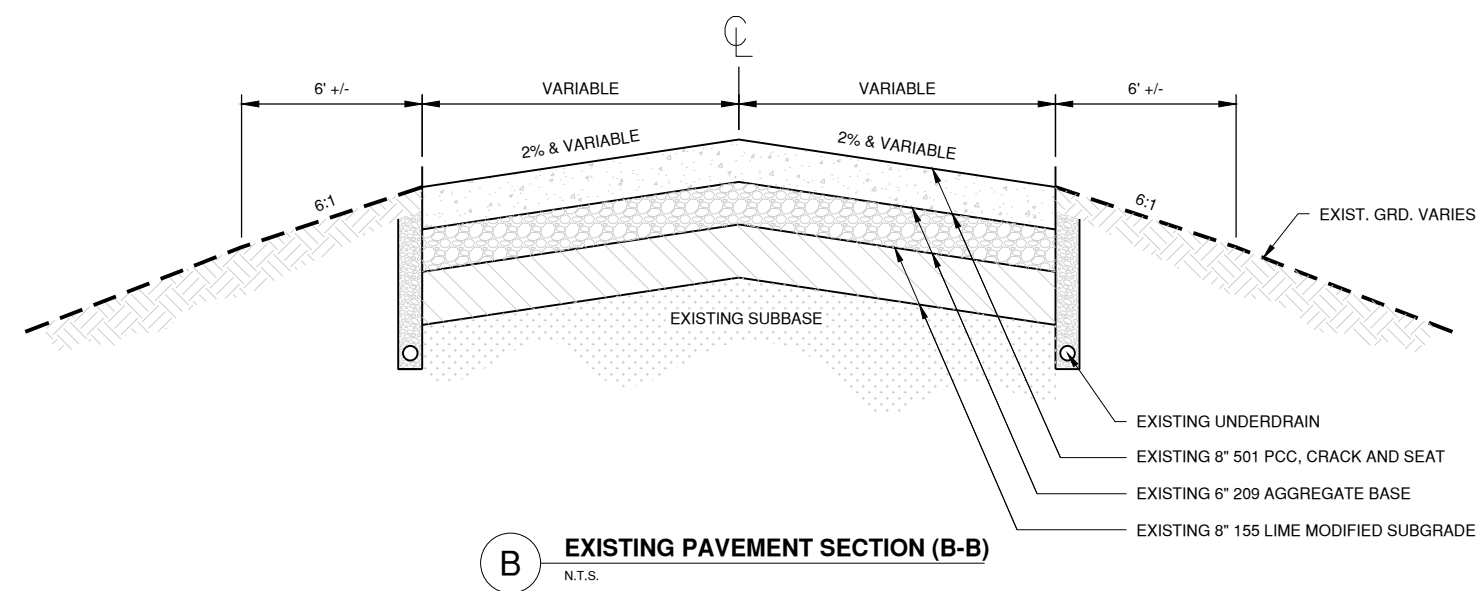 ℄
6' +/-
VARIABLE
VARIABLE
6' +/-
2% & VARIABLE
2% & VARIABLE
6:1
6:1
EXIST. GRD. VARIES
EXISTING SUBBASE
EXISTING UNDERDRAIN
EXISTING 8" 501 PCC, CRACK AND SEAT
EXISTING 6" 209 AGGREGATE BASE
EXISTING 8" 155 LIME MODIFIED SUBGRADE
B
EXISTING PAVEMENT SECTION (B-B)
N.T.S.